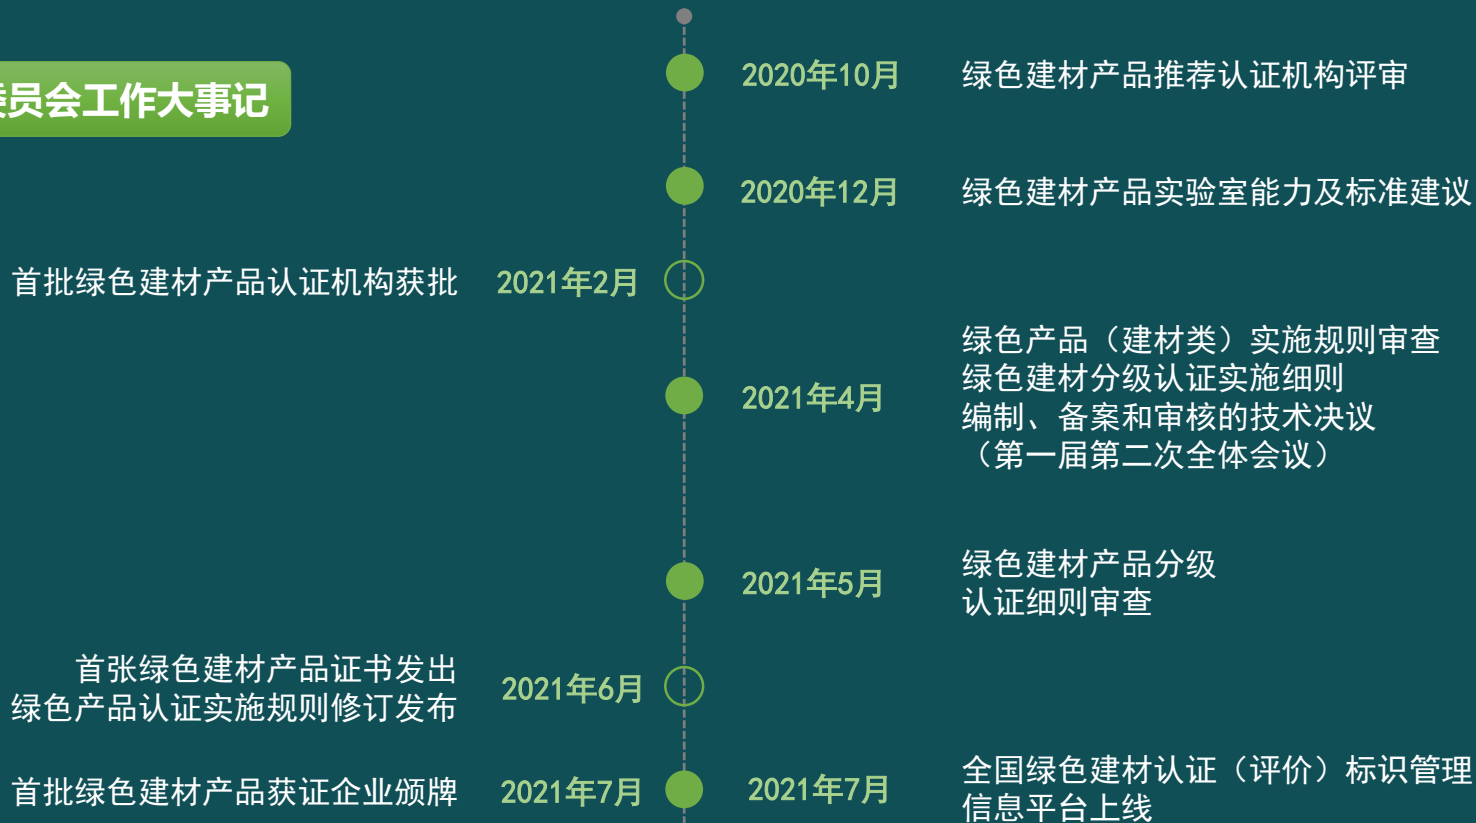 员会工作大事记
2020年10月
绿色建材产品推荐认证机构评审
2020年12月
绿色建材产品实验室能力及标准建议
首批绿色建材产品认证机构获批
2021年2月
2021年4月
绿色产品（建材类）实施规则审查
绿色建材分级认证实施细则
编制、备案和审核的技术决议
（第一届第二次全体会议）
2021年5月
绿色建材产品分级
认证细则审查
首张绿色建材产品证书发出
绿色产品认证实施规则修订发布
2021年6月
首批绿色建材产品获证企业颁牌
2021年7月
2021年7月
全国绿色建材认证（评价）标识管理
信息平台上线